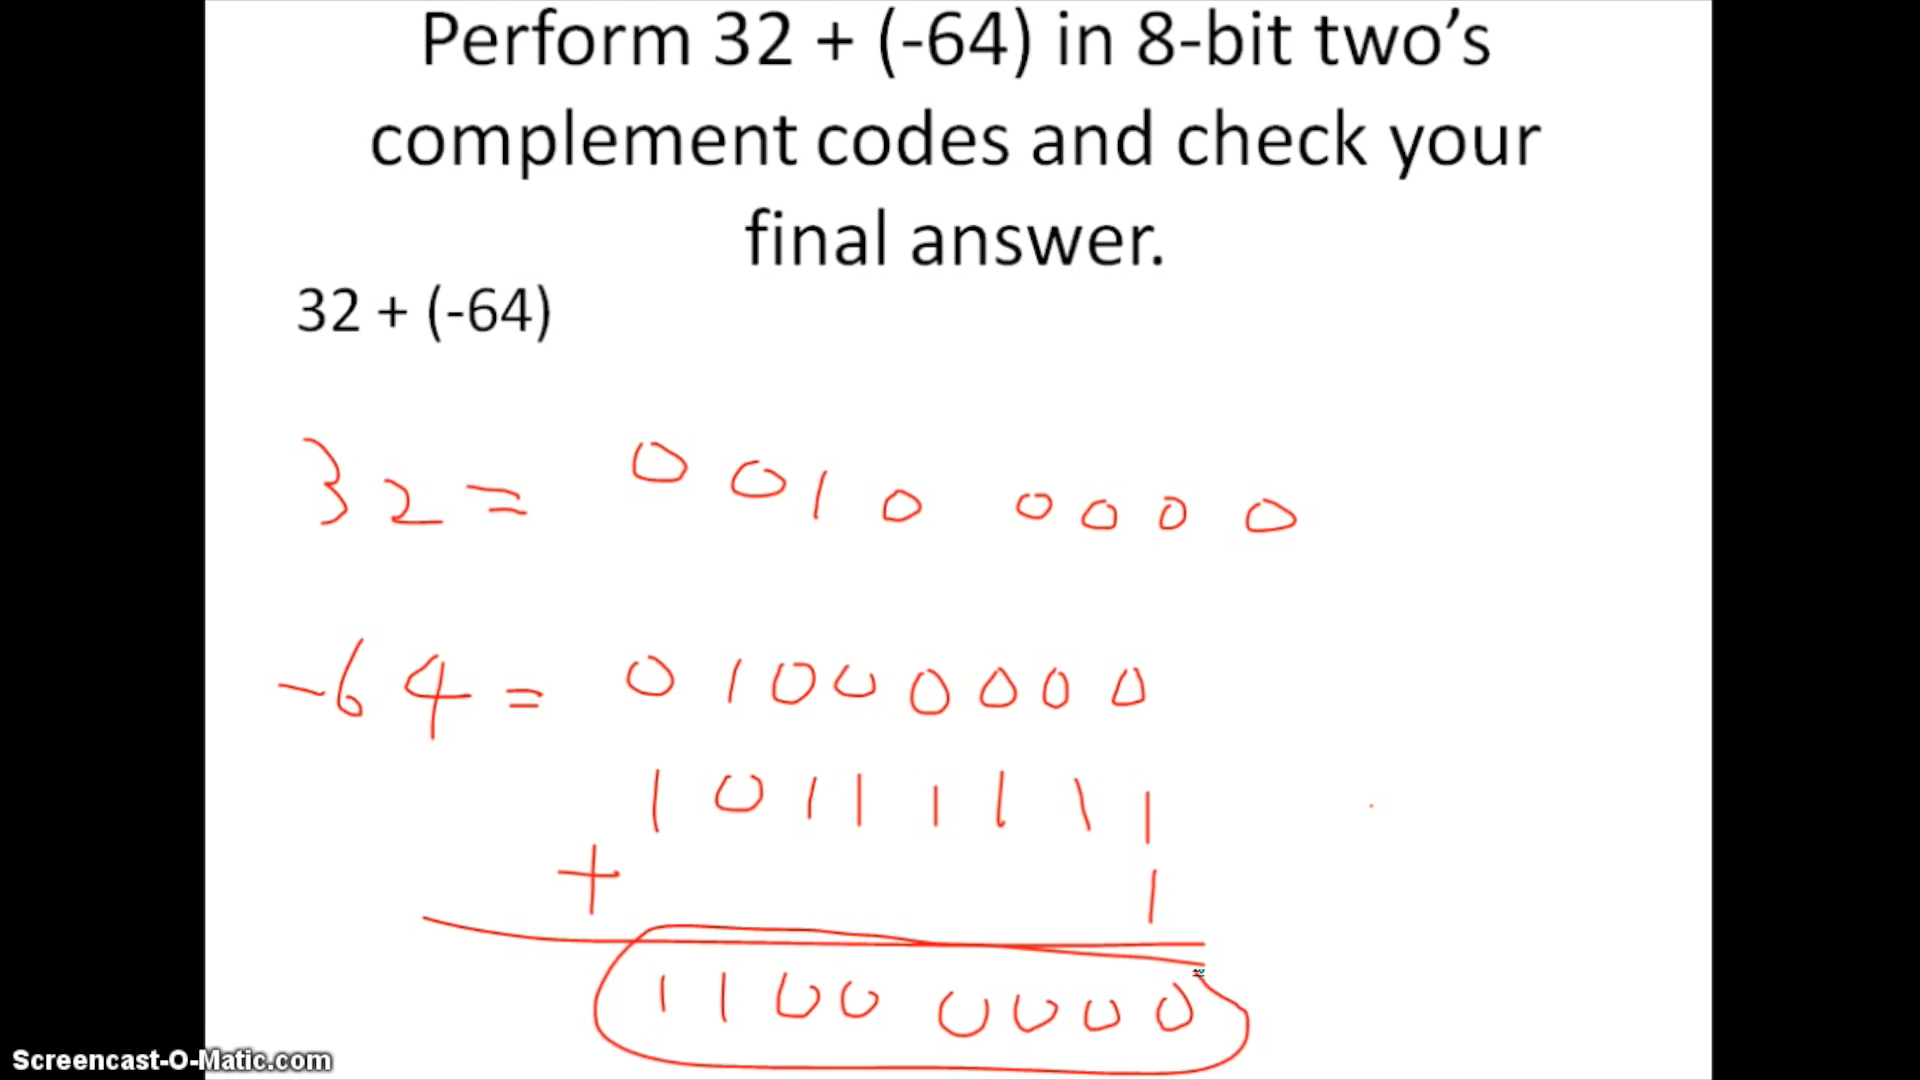 Perform 32 + (-64) in 8-bit two’s
complement codes and check your
final answer.
32 + (-64)
32 = 0010 0000
-64 = 01000000
10111111
+ 1
1100 0000
Screencast-O-Matic.com